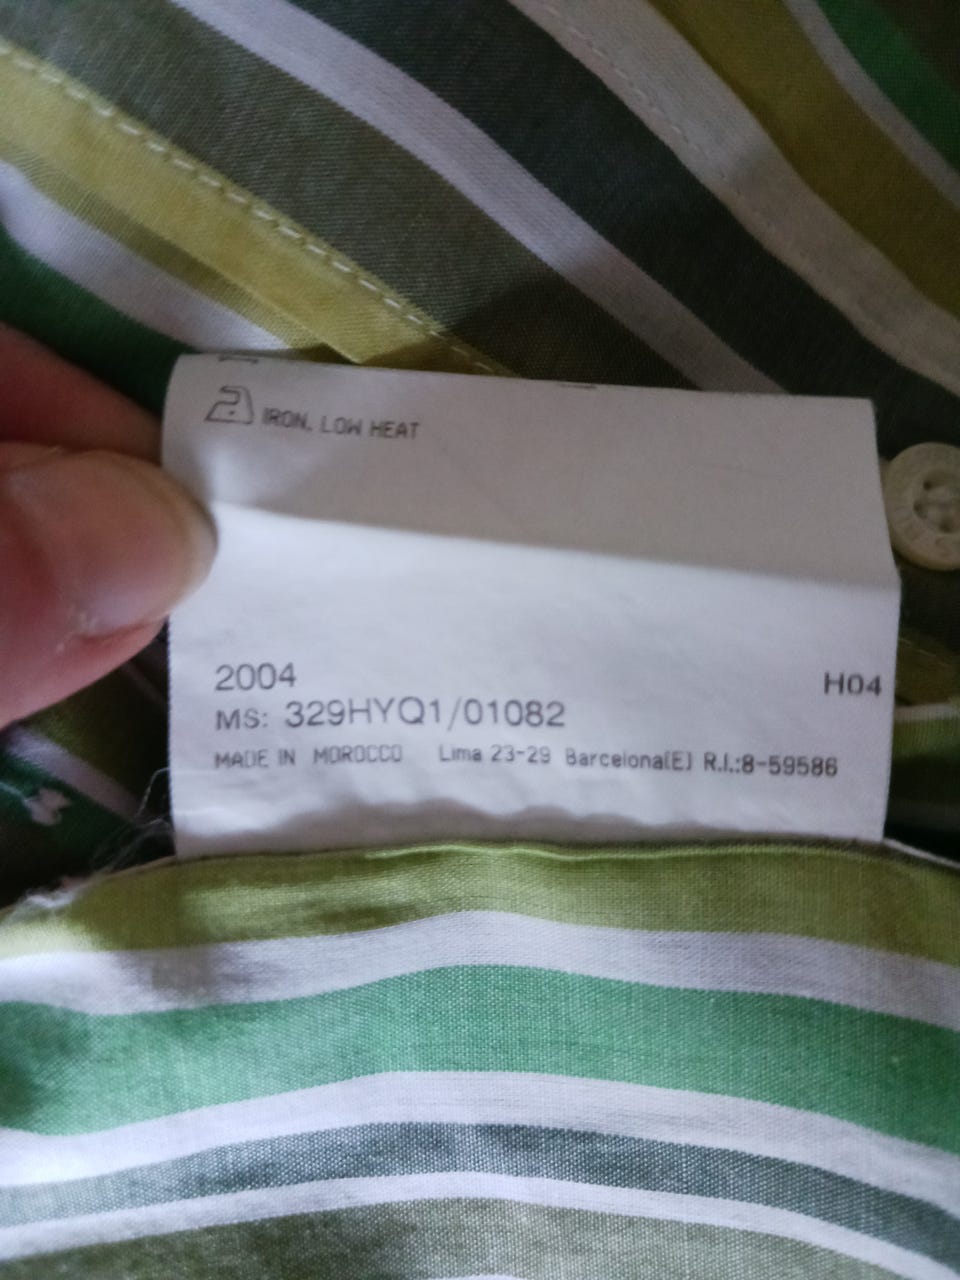 IRON, LOW HEAT
2004 H04
MS: 329HYQ1/01082
MADE IN MOROCCO Lima 23-29 Barcelona(E) R.I.:8-59586